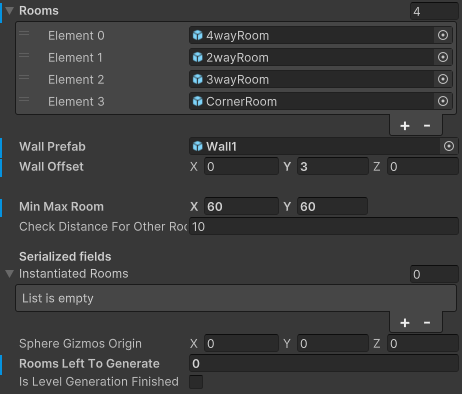 Rooms 4
Element 0 4wayRoom
Element 1 2wayRoom
Element 2 3wayRoom
Element 3 CornerRoom
+ -
Wall Prefab Wall1
Wall Offset X 0 Y 3 Z 0
Min Max Room X 60 Y 60
Check Distance For Other Roo 10
Serialized fields
Instantiated Rooms 0
List is empty
+ -
Sphere Gizmos Origin X 0 Y 0 Z 0
Rooms Left To Generate 0
Is Level Generation Finished